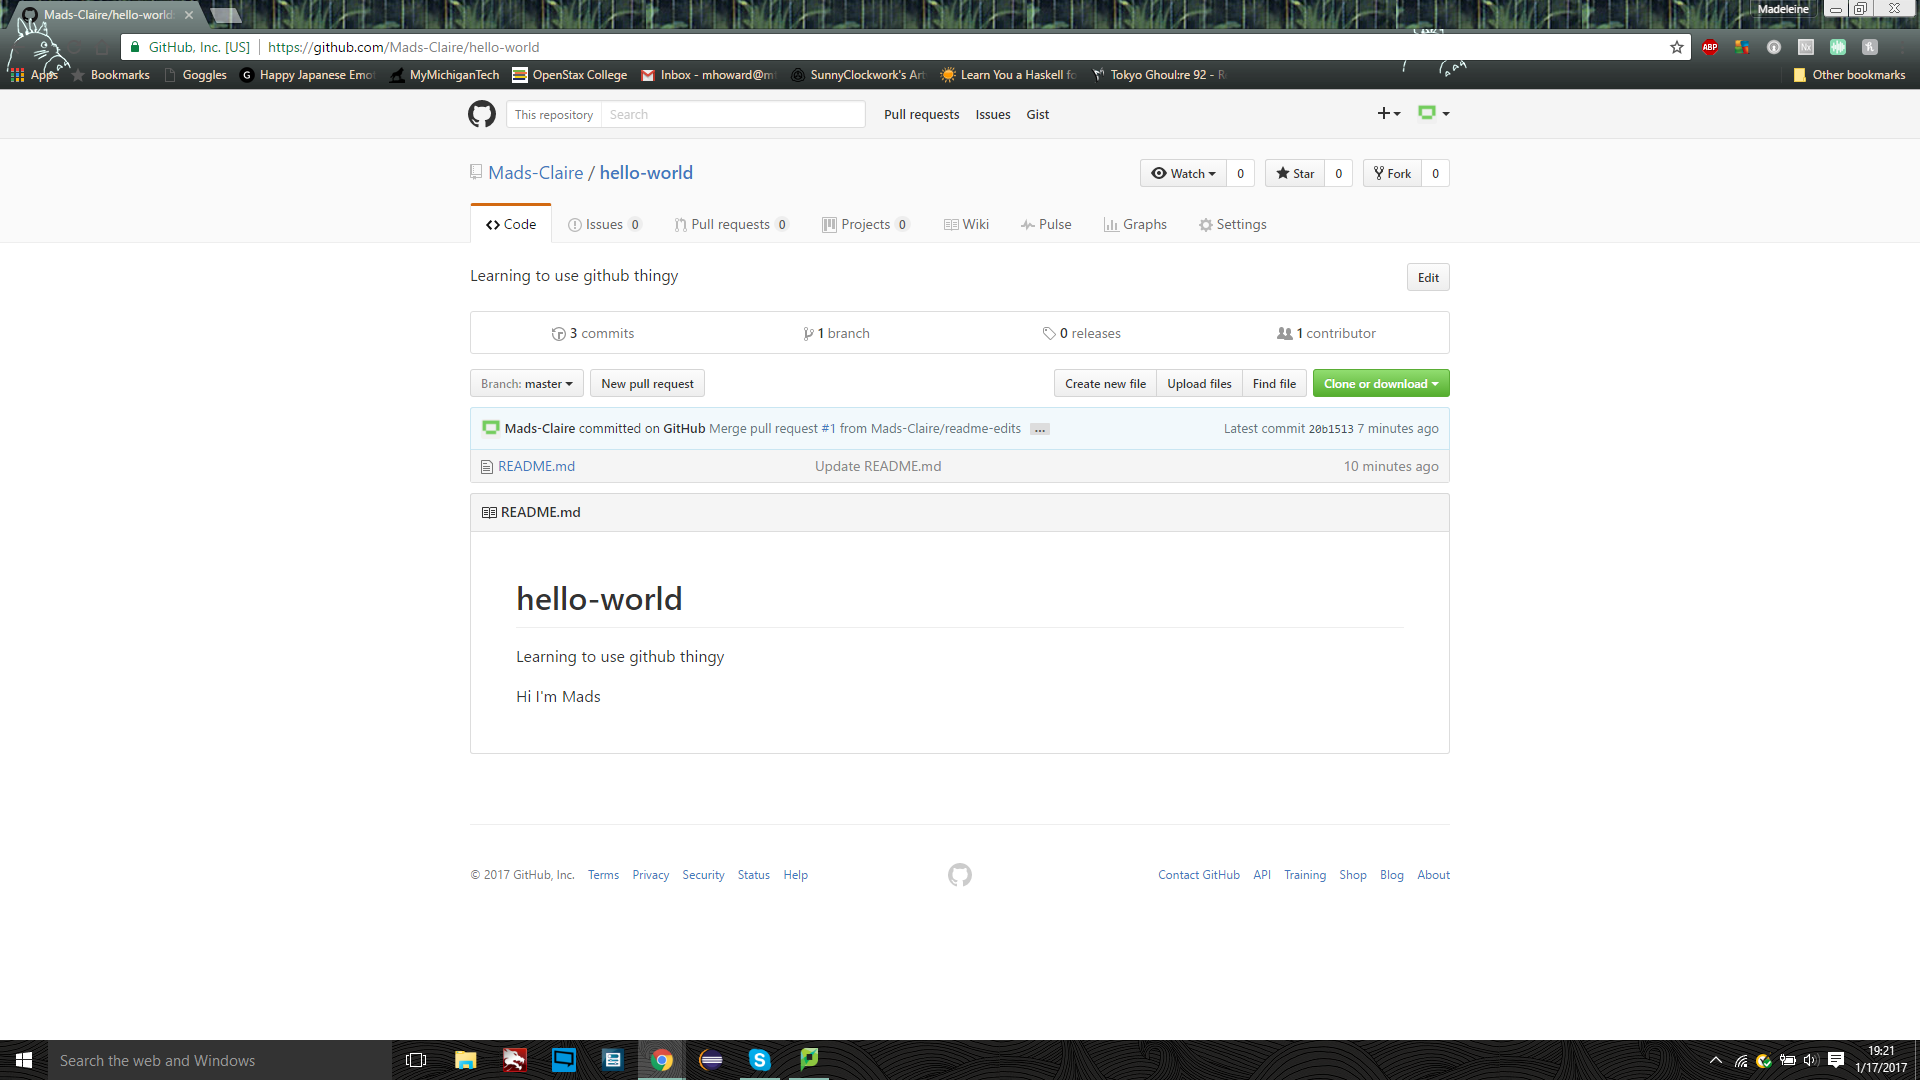 Mads-Claire/hello-world
Madeleine
GitHub, Inc. [US] https://github.com/Mads-Claire/hello-world
ABP
Apps Bookmarks Goggles Happy Japanese Emot MyMichiganTech OpenStax College Inbox - mhoward@m SunnyClockwork's Art Learn You a Haskell fo Tokyo Ghoul:re 92 - R Other bookmarks
This repository Search Pull requests Issues Gist
Mads-Claire / hello-world Watch 0 Star 0 Fork 0
Code Issues 0 Pull requests 0 Projects 0 Wiki Pulse Graphs Settings
Learning to use github thingy Edit
3 commits 1 branch 0 releases 1 contributor
Branch: master New pull request Create new file Upload files Find file Clone or download
Mads-Claire committed on GitHub Merge pull request #1 from Mads-Claire/readme-edits ... Latest commit 20b1513 7 minutes ago
README.md Update README.md 10 minutes ago
README.md
hello-world
Learning to use github thingy
Hi I'm Mads
© 2017 GitHub, Inc. Terms Privacy Security Status Help Contact GitHub API Training Shop Blog About
Search the web and Windows
19:21
1/17/2017